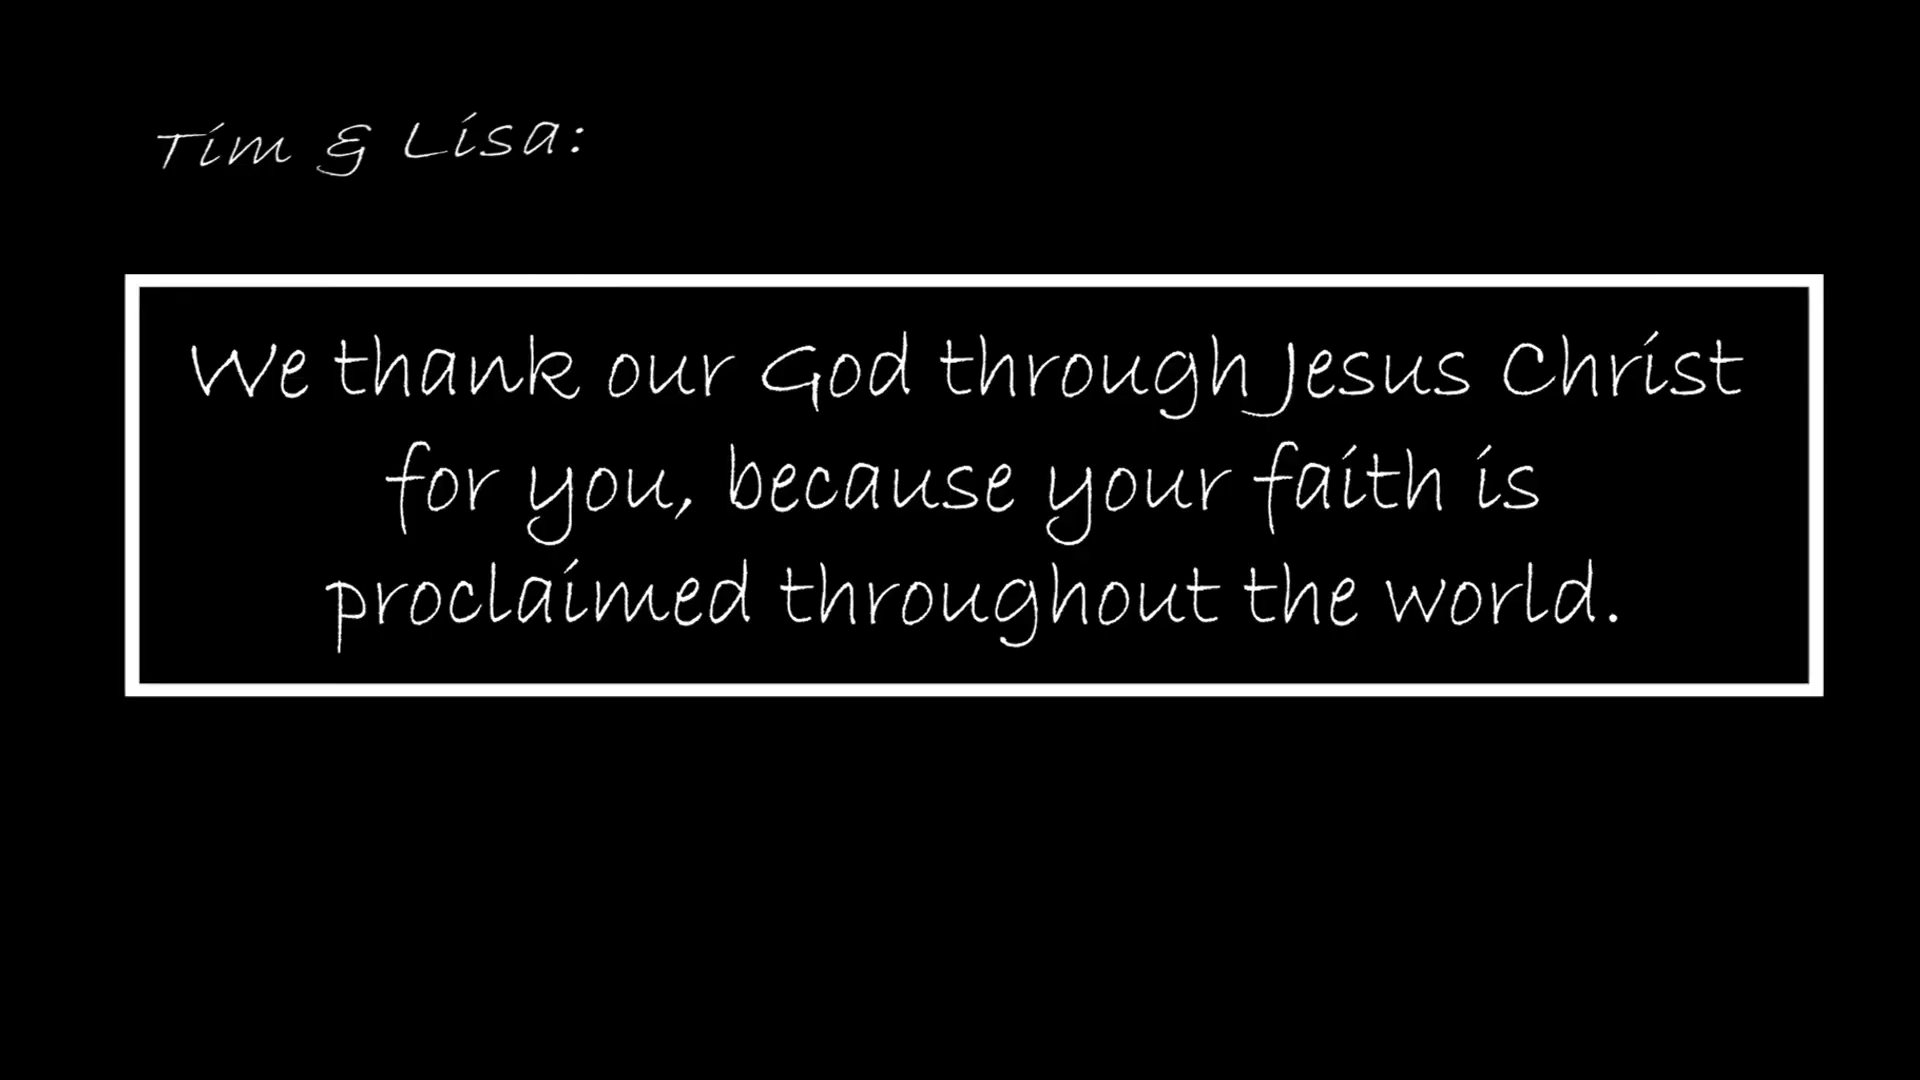 Tim & Lisa:
We thank our God through Jesus Christ
for you, because your faith is
proclaimed throughout the world.